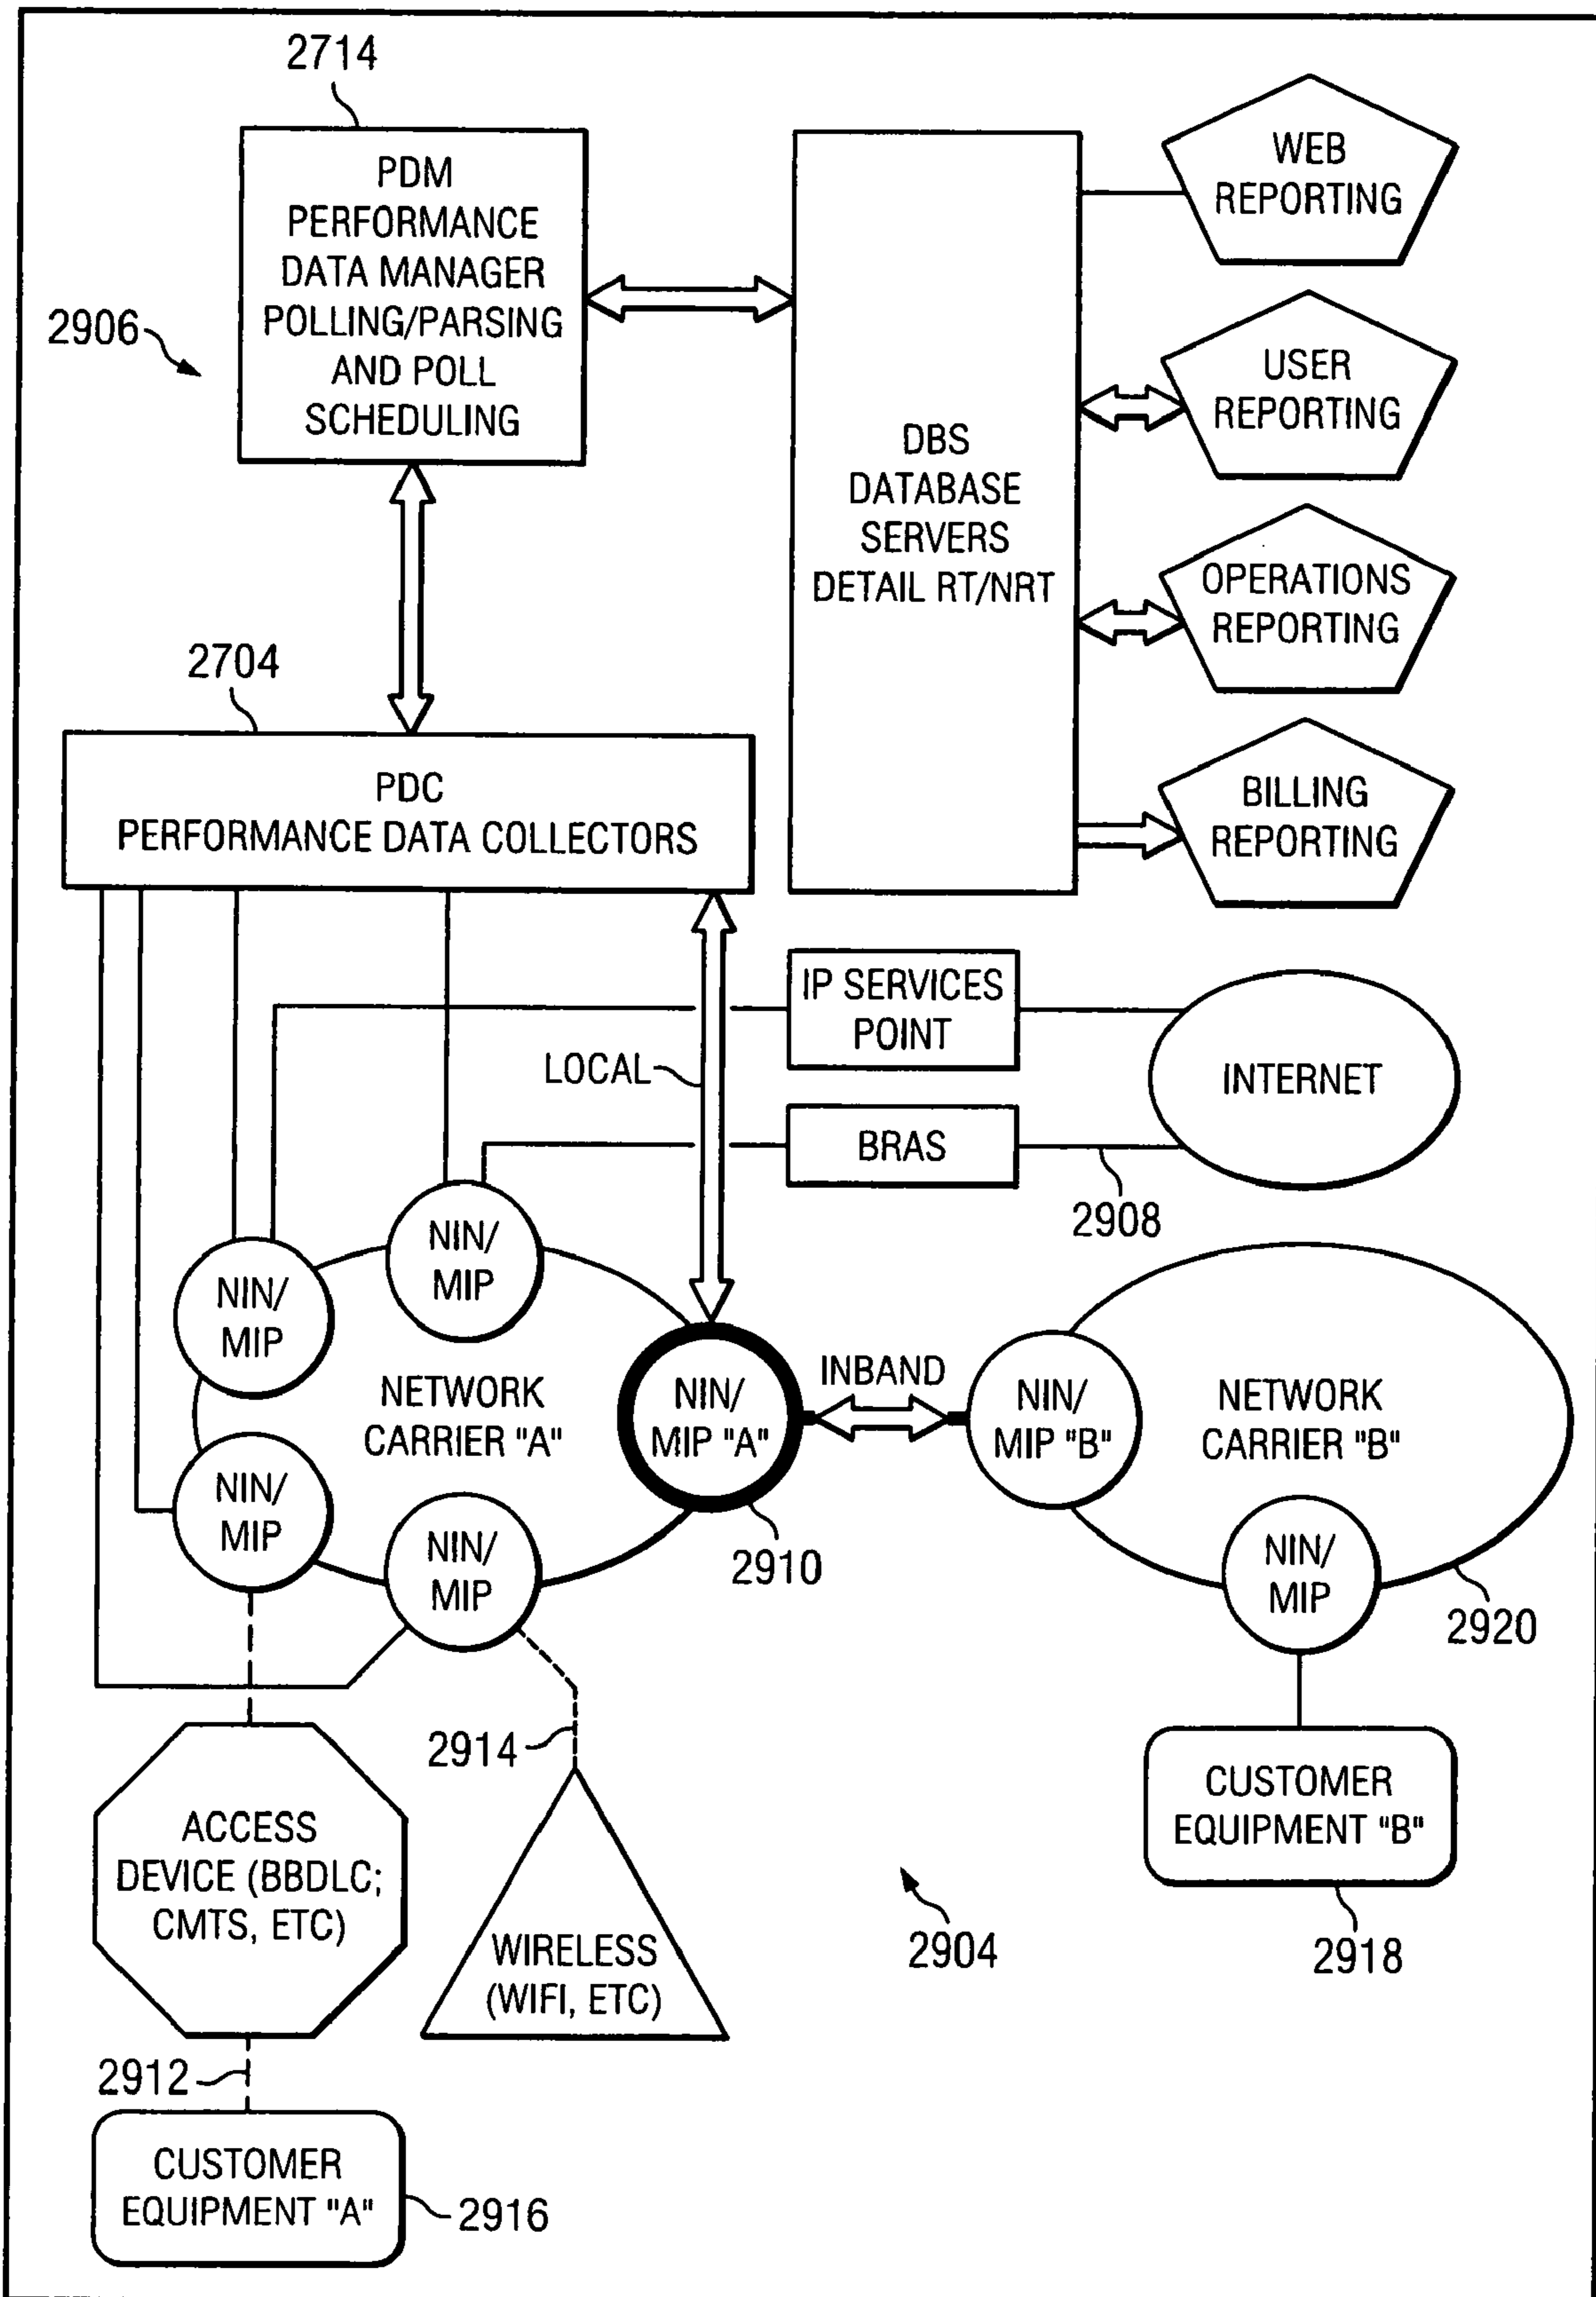 2714
PDM
PERFORMANCE
DATA MANAGER
POLLING/PARSING
AND POLL
SCHEDULING
2906
DBS
DATABASE
SERVERS
DETAIL RT/NRT
WEB
REPORTING
USER
REPORTING
OPERATIONS
REPORTING
BILLING
REPORTING
2704
PDC
PERFORMANCE DATA COLLECTORS
IP SERVICES
POINT
LOCAL
BRAS
INTERNET
2908
NIN/
MIP
NIN/
MIP
NETWORK
CARRIER "A"
NIN/
MIP "A"
INBAND
NIN/
MIP "B"
NETWORK
CARRIER "B"
NIN/
MIP
NIN/
MIP
2910
NIN/
MIP
2920
2914
ACCESS
DEVICE (BBDLC;
CMTS, ETC)
WIRELESS
(WIFI, ETC)
2904
CUSTOMER
EQUIPMENT "B"
2918
2912
CUSTOMER
EQUIPMENT "A"
2916